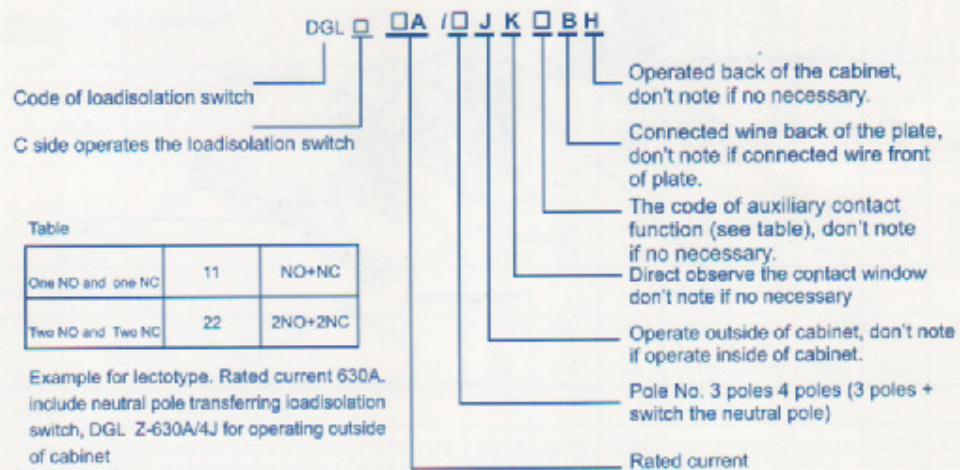 DGL □ □A /□ J K □ B H
Code of loadisolation switch
C side operates the loadisolation switch
Operated back of the cabinet,
don't note if no necessary.
Connected wine back of the plate,
don't note if connected wire front
of plate.
The code of auxiliary contact
function (see table), don't note
if no necessary.
Direct observe the contact window
don't note if no necessary
Operate outside of cabinet, don't note
if operate inside of cabinet.
Pole No. 3 poles 4 poles (3 poles +
switch the neutral pole)
Rated current
Table
One NO and one NC 11 NO+NC
Two NO and Two NC 22 2NO+2NC
Example for lectotype. Rated current 630A.
include neutral pole transferring loadisolation
switch, DGL Z-630A/4J for operating outside
of cabinet